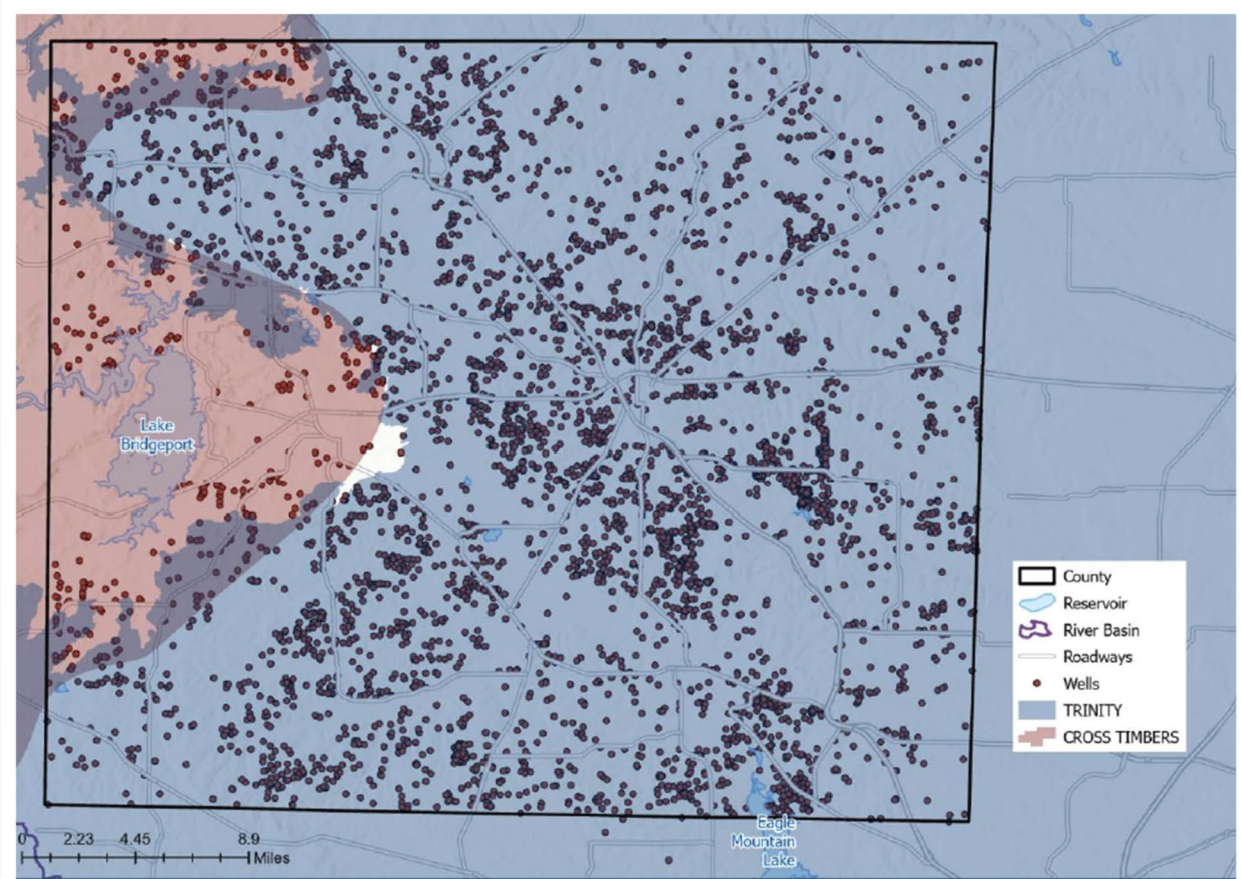 Lake
Bridgeport
County
Reservoir
River Basin
Roadways
Wells
TRINITY
CROSS TIMBERS
Eagle
Mountain
Lake
0 2.23 4.45 8.9
Miles